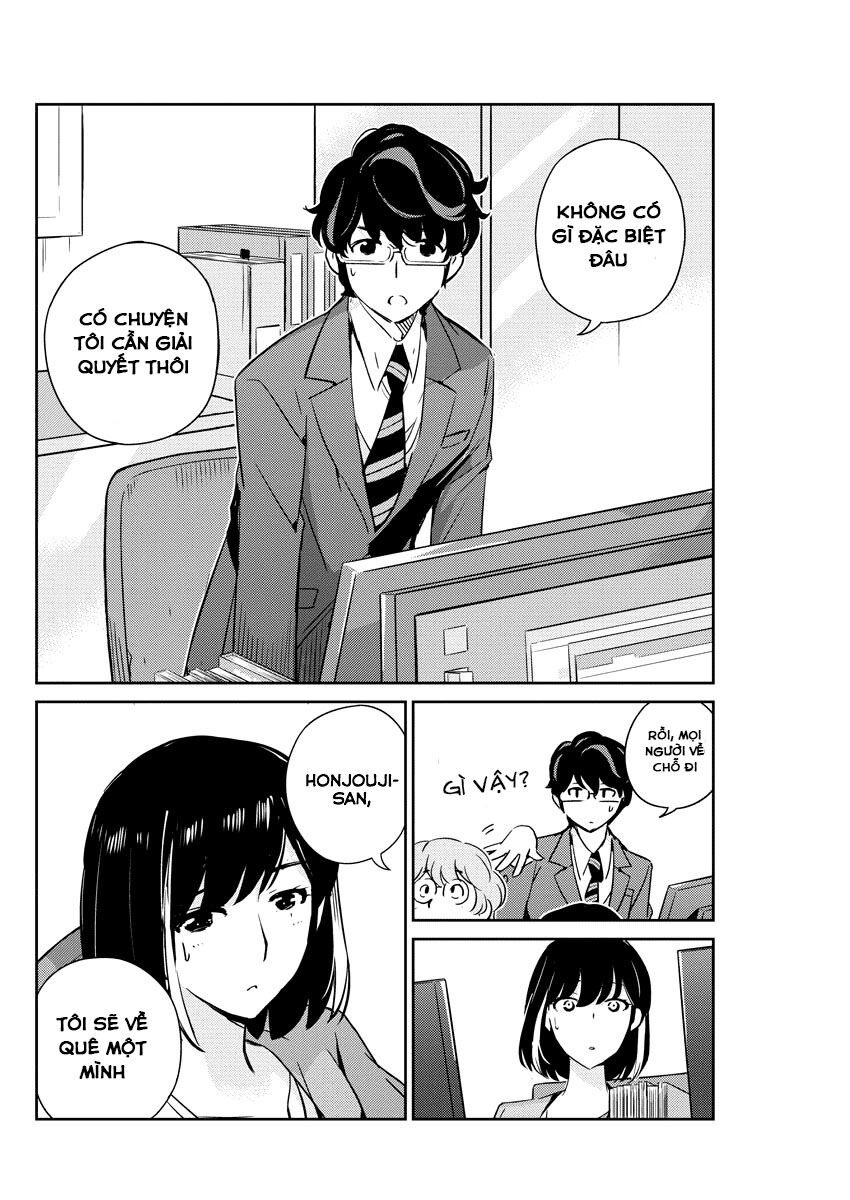 KHÔNG CÓ
GÌ ĐẶC BIỆT
ĐÂU
CÓ CHUYỆN
TÔI CẦN GIẢI
QUYẾT THÔI
RỒI, MỌI
NGƯỜI VỀ
CHỖ ĐI
GÌ VẬY?
HONJOUJI-
SAN,
TÔI SẼ VỀ
QUÊ MỘT
MÌNH